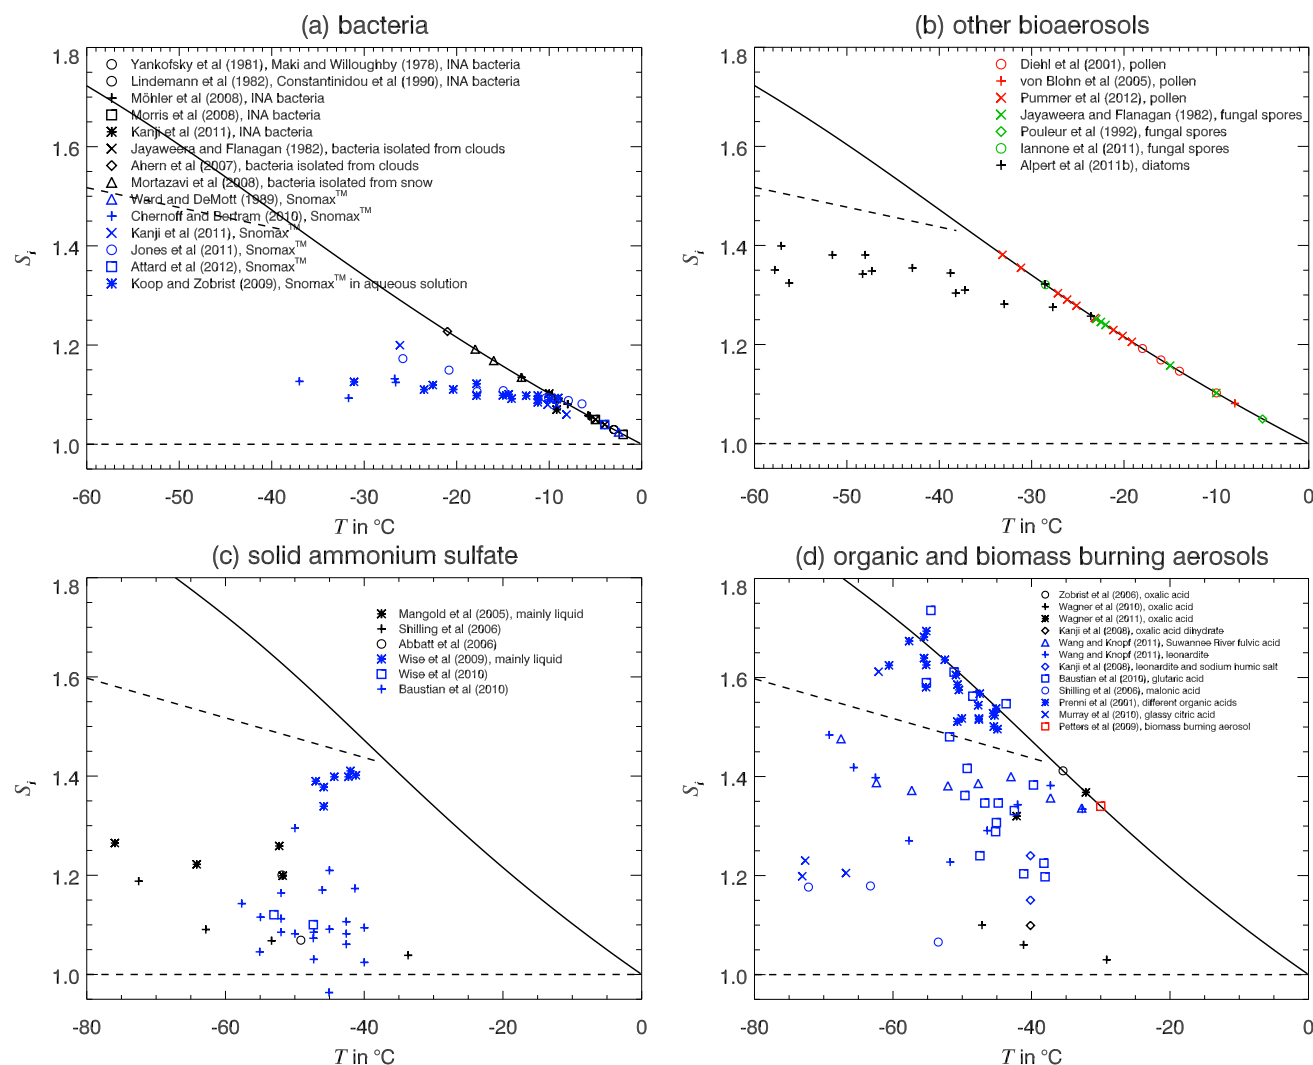 (a) bacteria
1.8
1.6
1.4
1.2
1.0
S_i
Yankofsky et al (1981), Maki and Willoughby (1978), INA bacteria
Lindemann et al (1982), Constantinidou et al (1990), INA bacteria
Möhler et al (2008), INA bacteria
Morris et al (2008), INA bacteria
Kanji et al (2011), INA bacteria
Jayaweera and Flanagan (1982), bacteria isolated from clouds
Ahern et al (2007), bacteria isolated from clouds
Mortazavi et al (2008), bacteria isolated from snow
Ward and DeMott (1989), Snomax™
Chernoff and Bertram (2010), Snomax™
Kanji et al (2011), Snomax™
Jones et al (2011), Snomax™
Attard et al (2012), Snomax™
Koop and Zobrist (2009), Snomax™ in aqueous solution
-60 -50 -40 -30 -20 -10 0
T in °C
(b) other bioaerosols
1.8
1.6
1.4
1.2
1.0
S_i
Diehl et al (2001), pollen
von Blohn et al (2005), pollen
Pummer et al (2012), pollen
Jayaweera and Flanagan (1982), fungal spores
Pouleur et al (1992), fungal spores
Iannone et al (2011), fungal spores
Alpert et al (2011b), diatoms
-60 -50 -40 -30 -20 -10 0
T in °C
(c) solid ammonium sulfate
1.8
1.6
1.4
1.2
1.0
S_i
Mangold et al (2005), mainly liquid
Shilling et al (2006)
Abbatt et al (2006)
Wise et al (2009), mainly liquid
Wise et al (2010)
Baustian et al (2010)
-80 -60 -40 -20 0
T in °C
(d) organic and biomass burning aerosols
1.8
1.6
1.4
1.2
1.0
S_i
Zobrist et al (2006), oxalic acid
Wagner et al (2010), oxalic acid
Wagner et al (2011), oxalic acid
Kanji et al (2008), oxalic acid dihydrate
Wang and Knopf (2011), Suwannee River fulvic acid
Wang and Knopf (2011), leonardite
Kanji et al (2008), leonardite and sodium humic salt
Baustian et al (2010), glutaric acid
Shilling et al (2006), malonic acid
Prenni et al (2001), different organic acids
Murray et al (2010), glassy citric acid
Petters et al (2009), biomass burning aerosol
-80 -60 -40 -20 0
T in °C